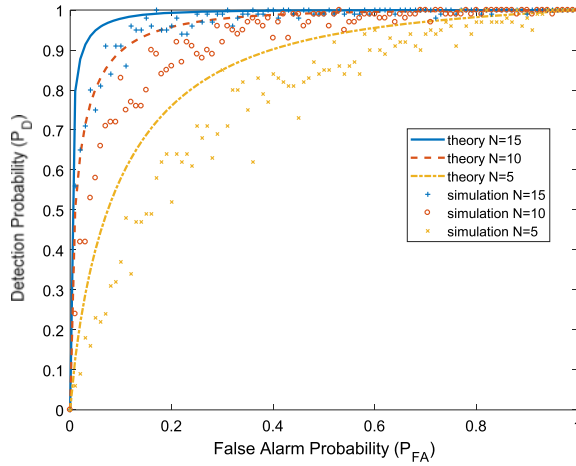 1
0.9
0.8
0.7
0.6
0.5
0.4
0.3
0.2
0.1
0
Detection Probability (P_D)
theory N=15
theory N=10
theory N=5
simulation N=15
simulation N=10
simulation N=5
0 0.2 0.4 0.6 0.8 1
False Alarm Probability (P_FA)